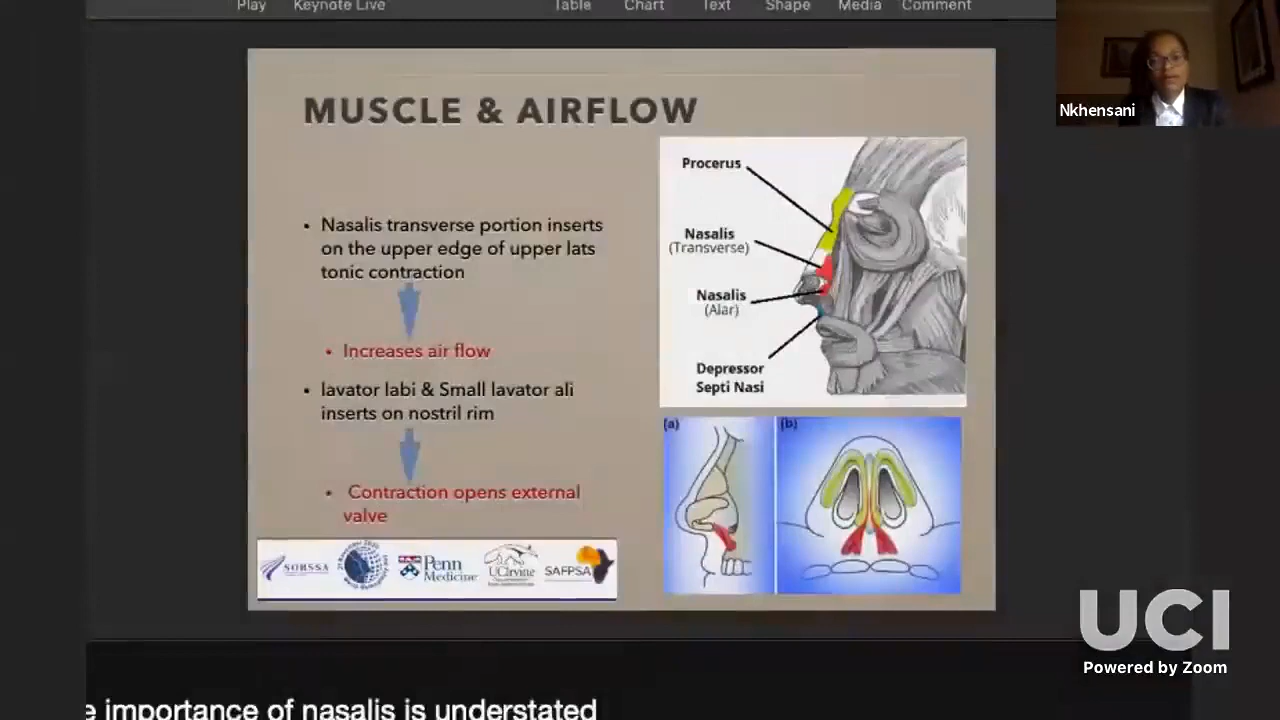 Play Keynote Live Table Chart Text Shape Media Comment
Nkhensani
MUSCLE & AIRFLOW
• Nasalis transverse portion inserts
on the upper edge of upper lats
tonic contraction
• Increases air flow
• lavator labi & Small lavator ali
inserts on nostril rim
• Contraction opens external
valve
Procerus
Nasalis
(Transverse)
Nasalis
(Alar)
Depressor
Septi Nasi
(a)
(b)
SORSSA
Penn
Medicine
UCIrvine
SAFPSA
UCI
Powered by Zoom
e importance of nasalis is understated